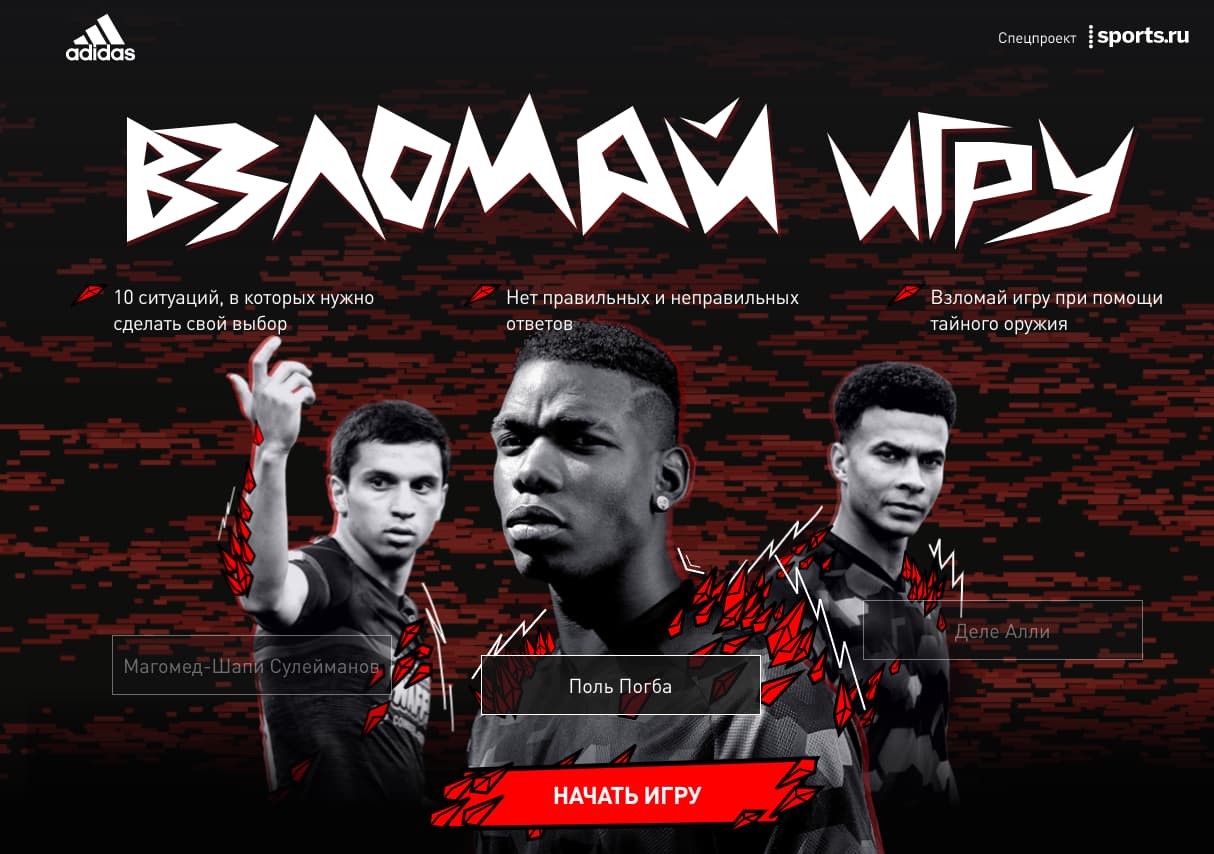 adidas
Спецпроект sports.ru
ВЗЛОМАЙ ИГРУ
10 ситуаций, в которых нужно
сделать свой выбор
Нет правильных и неправильных
ответов
Взломай игру при помощи
тайного оружия
Магомед-Шапи Сулейманов
Поль Погба
Деле Алли
НАЧАТЬ ИГРУ